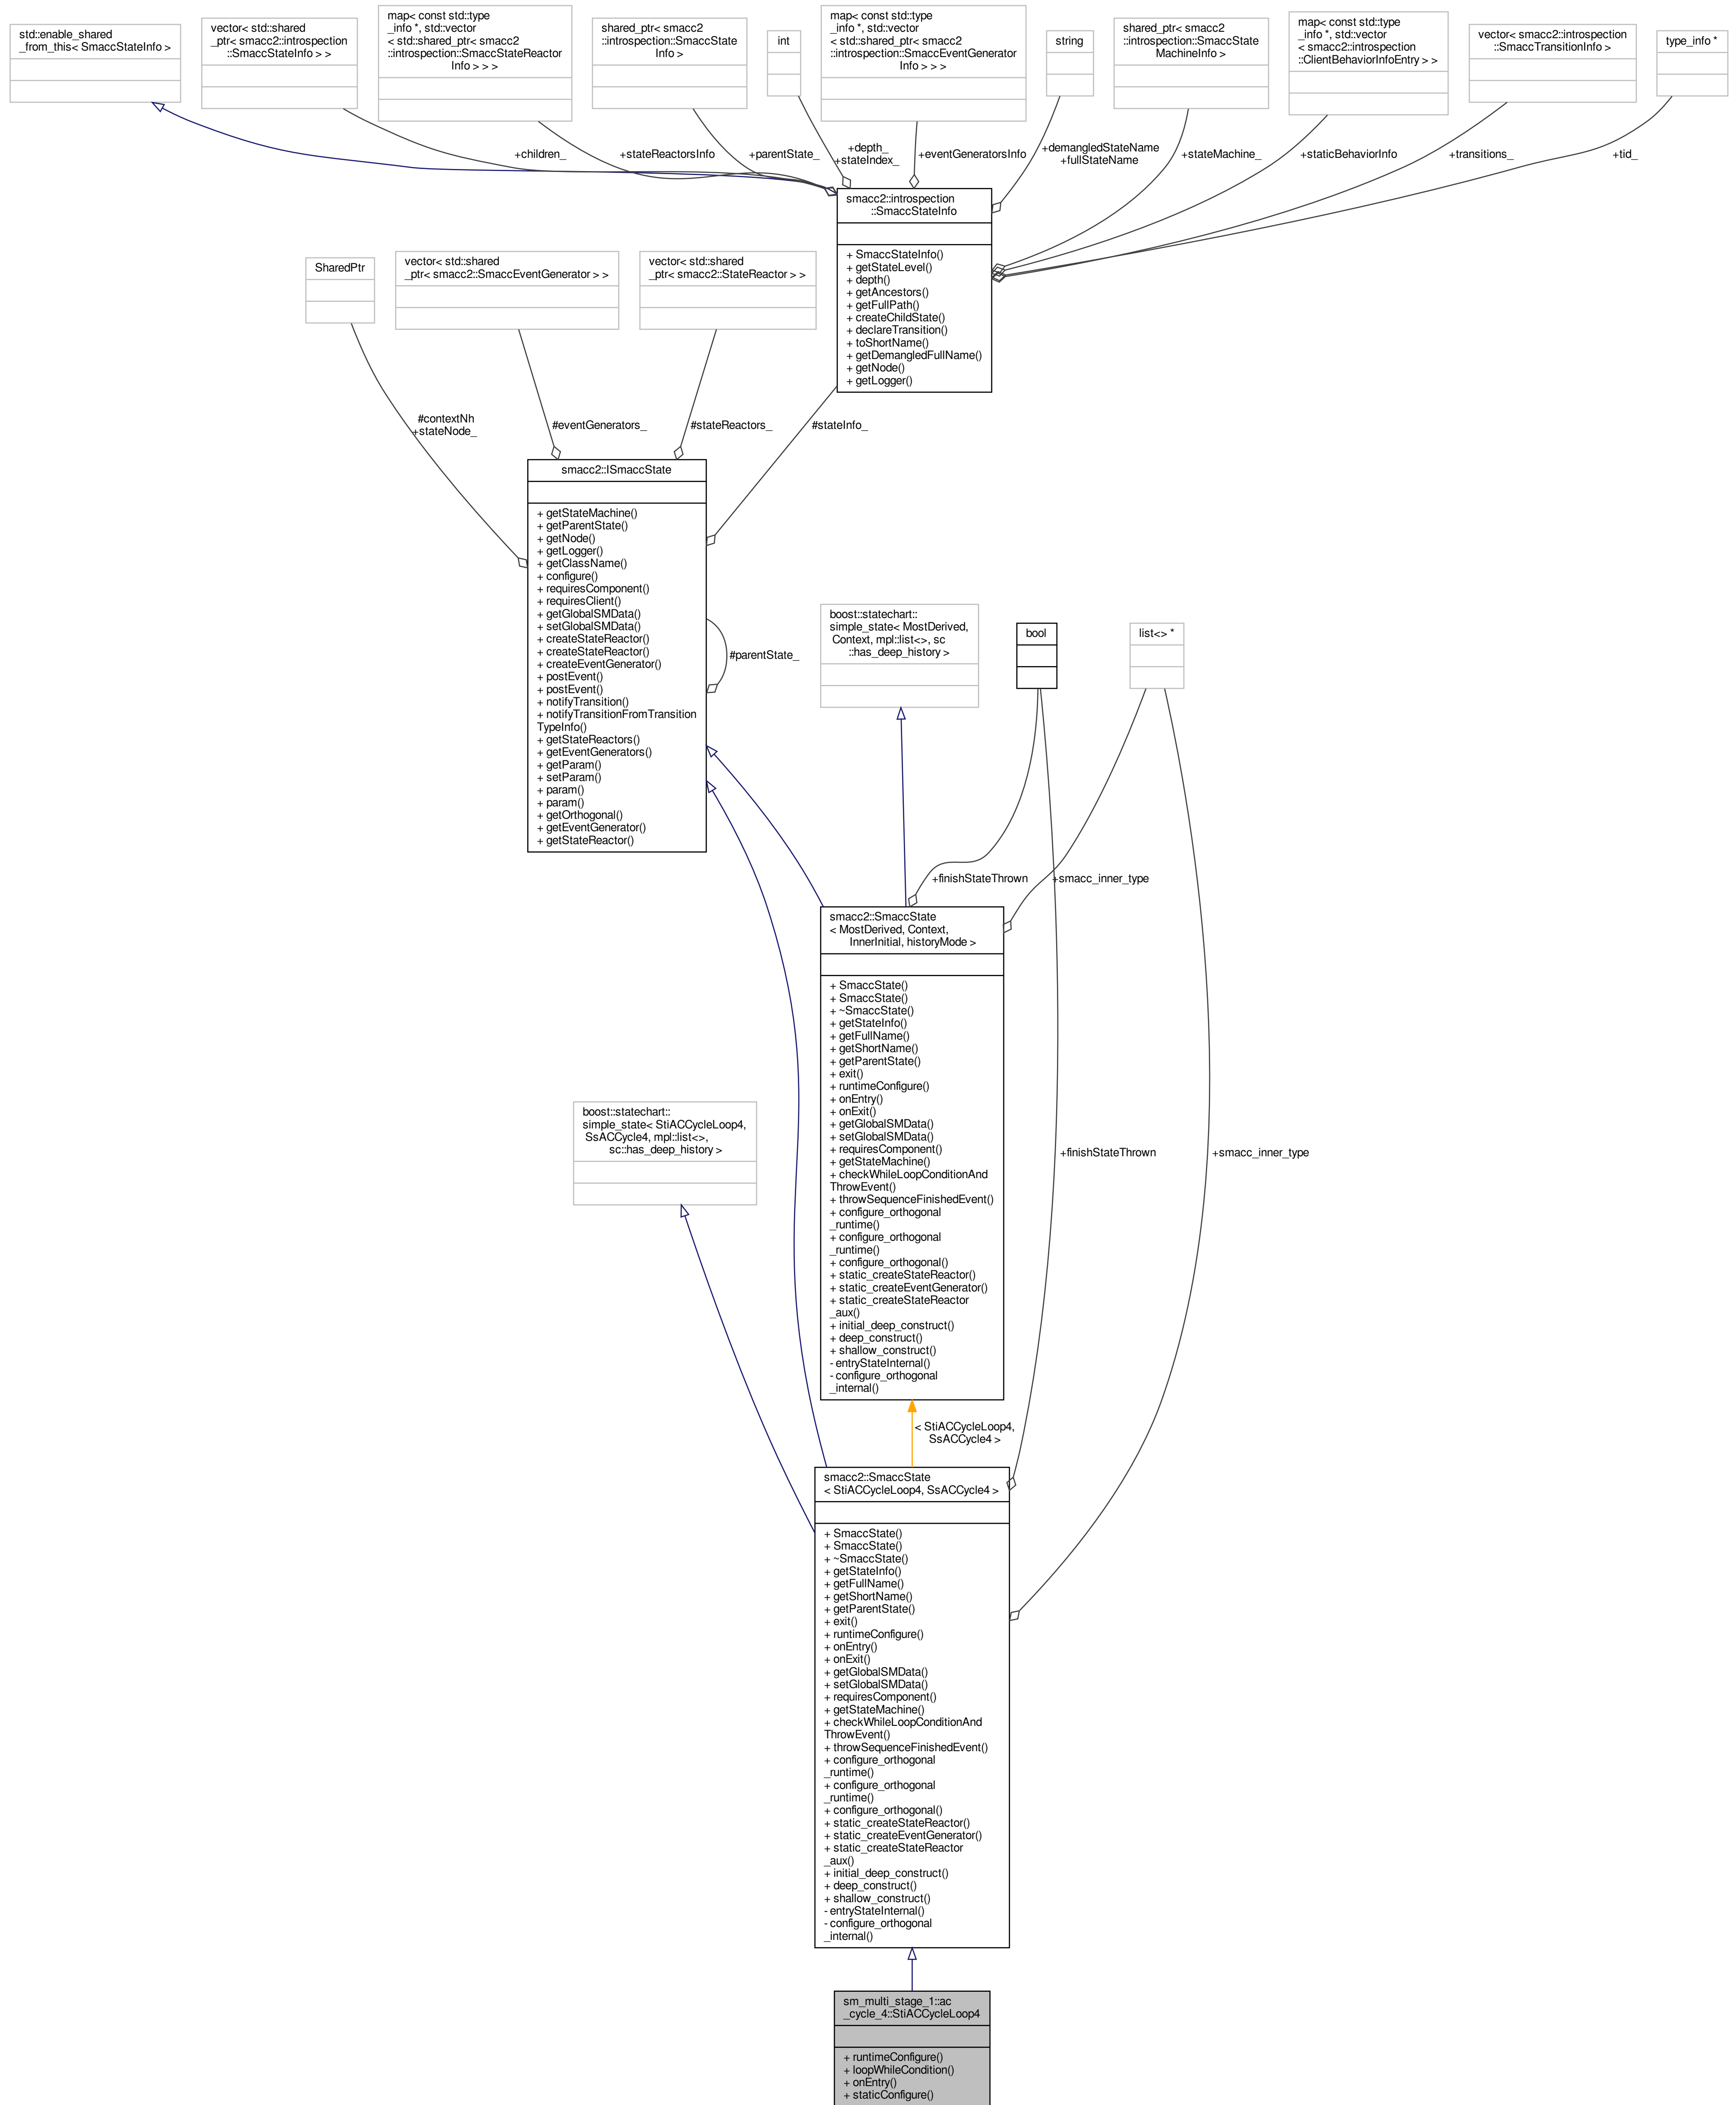 std::enable_shared
_from_this< SmaccStateInfo >
vector< std::shared
_ptr< smacc2::introspection
::SmaccStateInfo > >
map< const std::type
_info *, std::vector
< std::shared_ptr< smacc2
::introspection::SmaccStateReactor
Info > > >
shared_ptr< smacc2
::introspection::SmaccState
Info >
int
map< const std::type
_info *, std::vector
< std::shared_ptr< smacc2
::introspection::SmaccEventGenerator
Info > > >
string
shared_ptr< smacc2
::introspection::SmaccState
MachineInfo >
map< const std::type
_info *, std::vector
< smacc2::introspection
::ClientBehaviorInfoEntry > >
vector< smacc2::introspection
::SmaccTransitionInfo >
type_info *
+children_
+stateReactorsInfo
+parentState_
+depth_
+stateIndex_
+eventGeneratorsInfo
+demangledStateName
+fullStateName
+stateMachine_
+staticBehaviorInfo
+transitions_
+tid_
smacc2::introspection
::SmaccStateInfo
+ SmaccStateInfo()
+ getStateLevel()
+ depth()
+ getAncestors()
+ getFullPath()
+ createChildState()
+ declareTransition()
+ toShortName()
+ getDemangledFullName()
+ getNode()
+ getLogger()
SharedPtr
vector< std::shared
_ptr< smacc2::SmaccEventGenerator > >
vector< std::shared
_ptr< smacc2::StateReactor > >
#contextNh
+stateNode_
#eventGenerators_
#stateReactors_
#stateInfo_
smacc2::ISmaccState
+ getStateMachine()
+ getParentState()
+ getNode()
+ getLogger()
+ getClassName()
+ configure()
+ requiresComponent()
+ requiresClient()
+ getGlobalSMData()
+ setGlobalSMData()
+ createStateReactor()
+ createStateReactor()
+ createEventGenerator()
+ postEvent()
+ postEvent()
+ notifyTransition()
+ notifyTransitionFromTransition
TypeInfo()
+ getStateReactors()
+ getEventGenerators()
+ getParam()
+ setParam()
+ param()
+ param()
+ getOrthogonal()
+ getEventGenerator()
+ getStateReactor()
#parentState_
boost::statechart::
simple_state< MostDerived,
Context, mpl::list<>, sc
::has_deep_history >
bool
list<> *
+finishStateThrown
+smacc_inner_type
smacc2::SmaccState
< MostDerived, Context,
InnerInitial, historyMode >
+ SmaccState()
+ SmaccState()
+ ~SmaccState()
+ getStateInfo()
+ getFullName()
+ getShortName()
+ getParentState()
+ exit()
+ runtimeConfigure()
+ onEntry()
+ onExit()
+ getGlobalSMData()
+ setGlobalSMData()
+ requiresComponent()
+ getStateMachine()
+ checkWhileLoopConditionAnd
ThrowEvent()
+ throwSequenceFinishedEvent()
+ configure_orthogonal
_runtime()
+ configure_orthogonal
_runtime()
+ configure_orthogonal()
+ static_createStateReactor()
+ static_createEventGenerator()
+ static_createStateReactor
_aux()
+ initial_deep_construct()
+ deep_construct()
+ shallow_construct()
- entryStateInternal()
- configure_orthogonal
_internal()
boost::statechart::
simple_state< StiACCycleLoop4,
SsACCycle4, mpl::list<>,
sc::has_deep_history >
+finishStateThrown
+smacc_inner_type
< StiACCycleLoop4,
SsACCycle4 >
smacc2::SmaccState
< StiACCycleLoop4, SsACCycle4 >
+ SmaccState()
+ SmaccState()
+ ~SmaccState()
+ getStateInfo()
+ getFullName()
+ getShortName()
+ getParentState()
+ exit()
+ runtimeConfigure()
+ onEntry()
+ onExit()
+ getGlobalSMData()
+ setGlobalSMData()
+ requiresComponent()
+ getStateMachine()
+ checkWhileLoopConditionAnd
ThrowEvent()
+ throwSequenceFinishedEvent()
+ configure_orthogonal
_runtime()
+ configure_orthogonal
_runtime()
+ configure_orthogonal()
+ static_createStateReactor()
+ static_createEventGenerator()
+ static_createStateReactor
_aux()
+ initial_deep_construct()
+ deep_construct()
+ shallow_construct()
- entryStateInternal()
- configure_orthogonal
_internal()
sm_multi_stage_1::ac
_cycle_4::StiACCycleLoop4
+ runtimeConfigure()
+ loopWhileCondition()
+ onEntry()
+ staticConfigure()